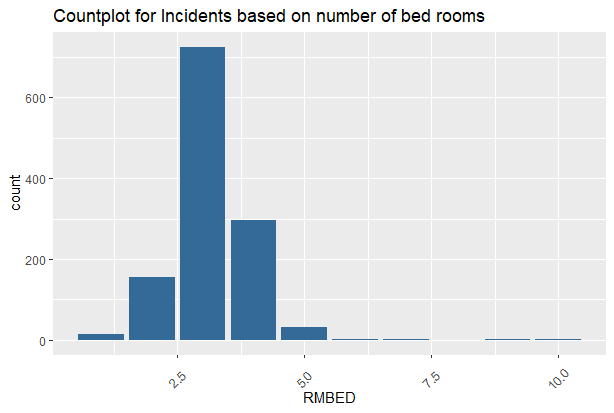 Countplot for Incidents based on number of bed rooms
count
600
400
200
0
2.5 5.0 7.5 10.0
RMBED